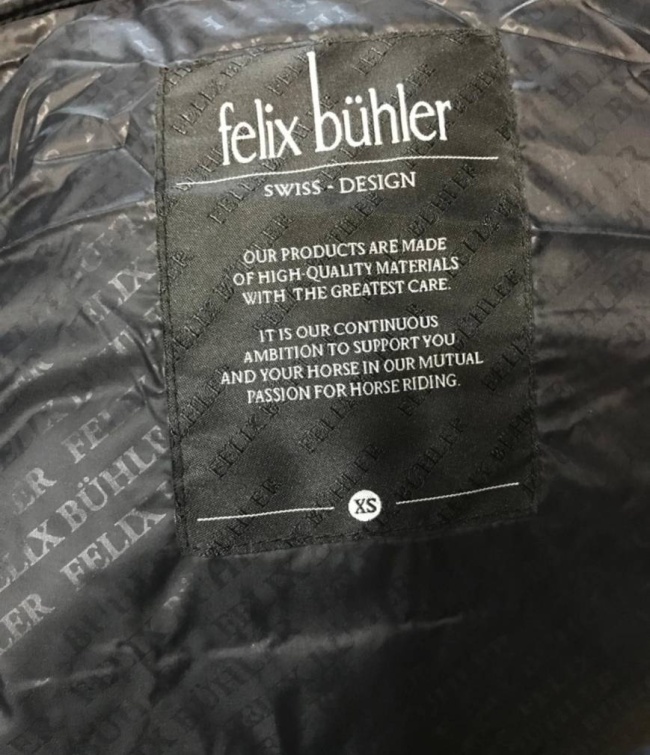 felix bühler
SWISS - DESIGN
OUR PRODUCTS ARE MADE
OF HIGH-QUALITY MATERIALS
WITH THE GREATEST CARE.
IT IS OUR CONTINUOUS
AMBITION TO SUPPORT YOU
AND YOUR HORSE IN OUR MUTUAL
PASSION FOR HORSE RIDING.
XS
FELIX BÜHLER
FELIX